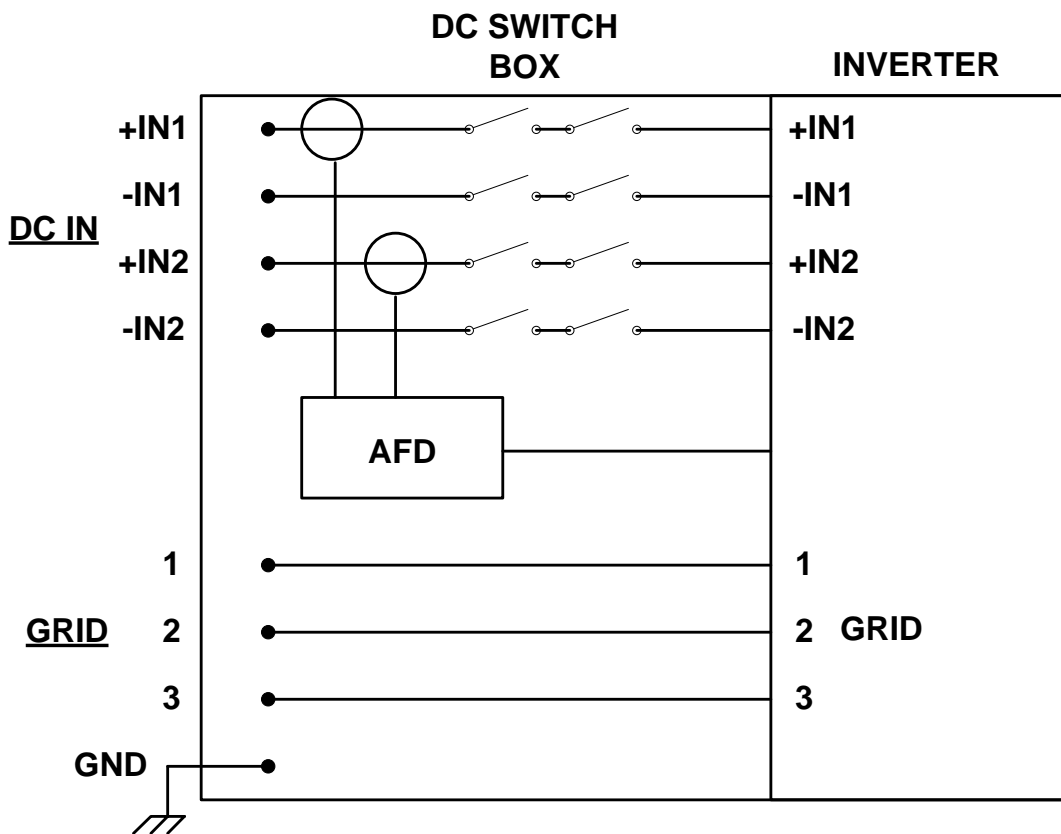 DC SWITCH
BOX
INVERTER
+IN1
+IN1
-IN1
-IN1
DC IN
+IN2
+IN2
-IN2
-IN2
AFD
1
1
GRID
2
2 GRID
3
3
GND